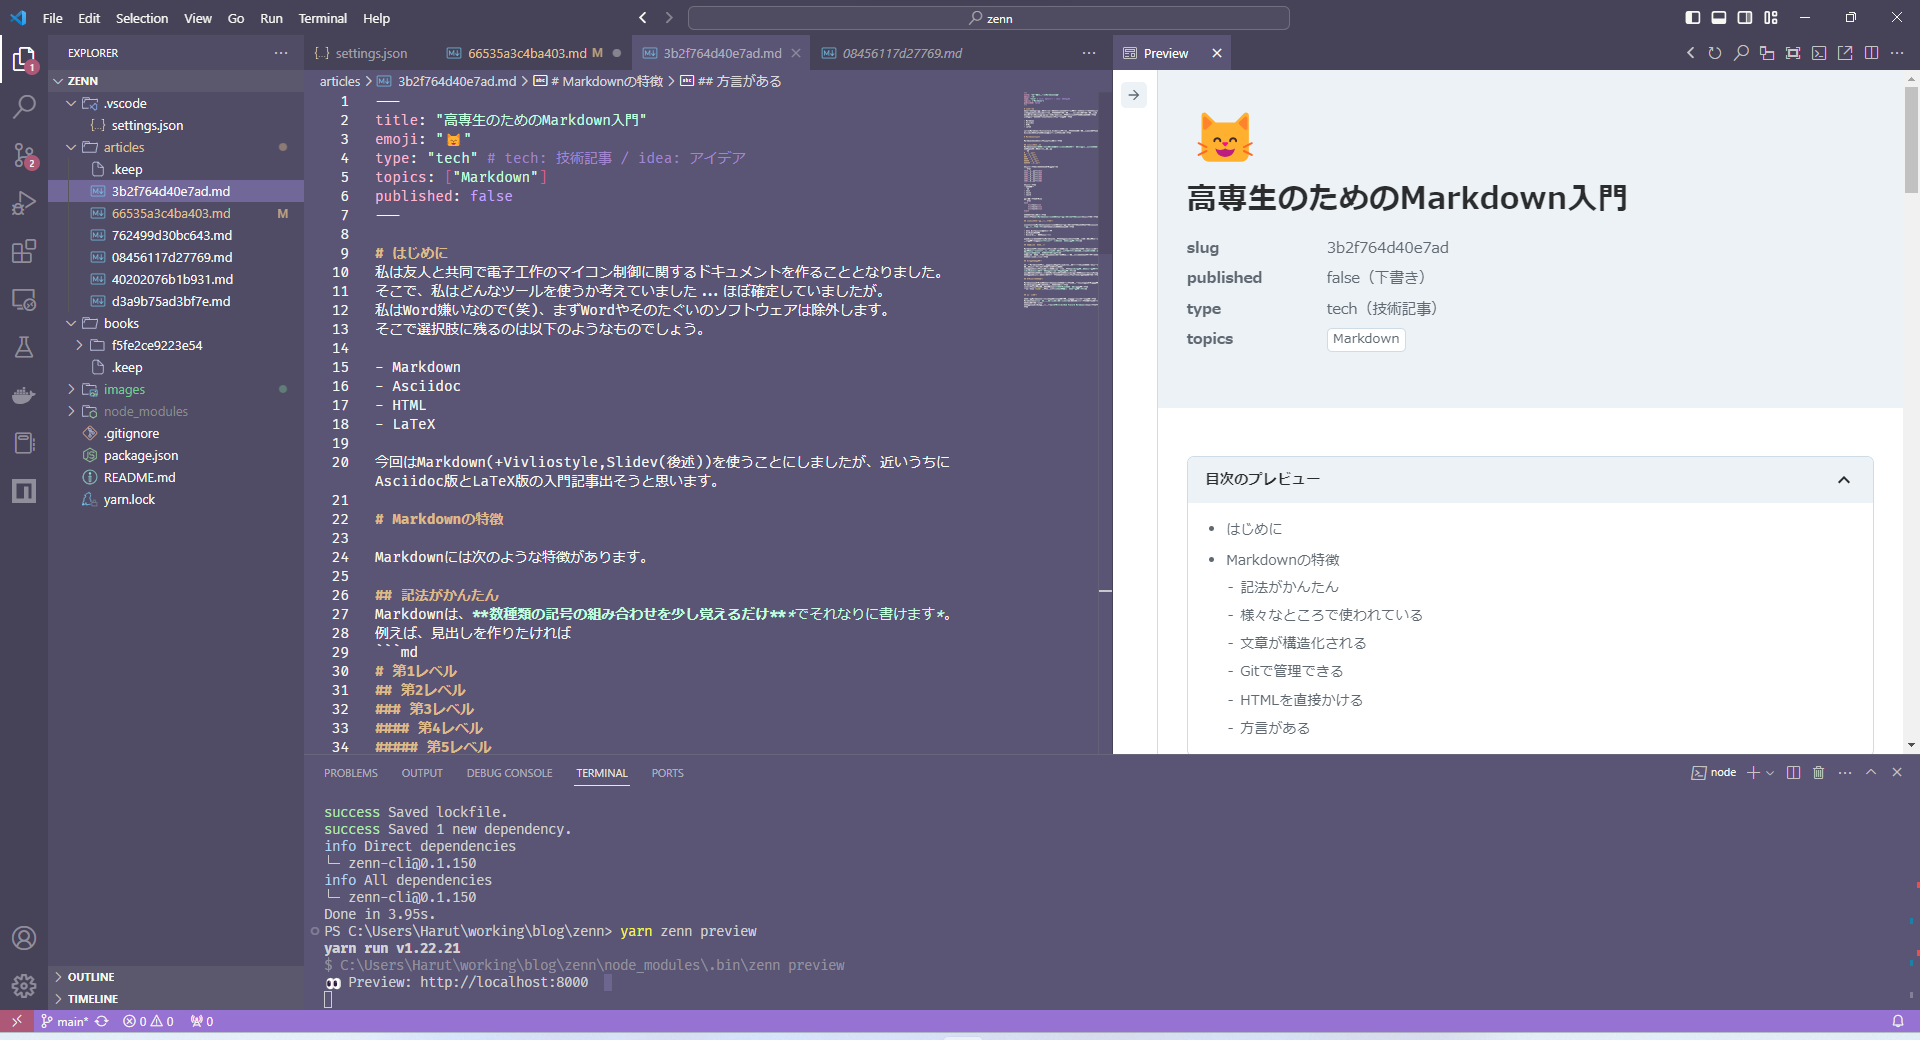 File Edit Selection View Go Run Terminal Help
zenn
EXPLORER
ZENN
.vscode
settings.json
articles
.keep
3b2f764d40e7ad.md
66535a3c4ba403.md M
762499d30bc643.md
08456117d27769.md
40202076b1b931.md
d3a9b75ad3bf7e.md
books
f5fe2ce9223e54
.keep
images
node_modules
.gitignore
package.json
README.md
yarn.lock
OUTLINE
TIMELINE
1
2
settings.json
66535a3c4ba403.md M
3b2f764d40e7ad.md
08456117d27769.md
articles > 3b2f764d40e7ad.md > # Markdownの特徴 > ## 方言がある
1 ---
2 title: "高専生のためのMarkdown入門"
3 emoji: "😸"
4 type: "tech" # tech: 技術記事 / idea: アイデア
5 topics: ["Markdown"]
6 published: false
7 ---
8
9 # はじめに
10 私は友人と共同で電子工作のマイコン制御に関するドキュメントを作ることとなりました。
11 そこで、私はどんなツールを使うか考えていました...ほぼ確定していましたが。
12 私はWord嫌いなので(笑)、まずWordやそのたぐいのソフトウェアは除外します。
13 そこで選択肢に残るのは以下のようなものでしょう。
14
15 - Markdown
16 - Asciidoc
17 - HTML
18 - LaTeX
19
20 今回はMarkdown(+Vivliostyle,Slidev(後述))を使うことにしましたが、近いうちに
Asciidoc版とLaTeX版の入門記事出そうと思います。
21
22 # Markdownの特徴
23
24 Markdownには次のような特徴があります。
25
26 ## 記法がかんたん
27 Markdownは、**数種類の記号の組み合わせを少し覚えるだけ***でそれなりに書けます*。
28 例えば、見出しを作りたければ
29 ```md
30 # 第1レベル
31 ## 第2レベル
32 ### 第3レベル
33 #### 第4レベル
34 ##### 第5レベル
Preview
高専生のためのMarkdown入門
slug 3b2f764d40e7ad
published false（下書き）
type tech（技術記事）
topics Markdown
目次のプレビュー
• はじめに
• Markdownの特徴
- 記法がかんたん
- 様々なところで使われている
- 文章が構造化される
- Gitで管理できる
- HTMLを直接かける
- 方言がある
PROBLEMS OUTPUT DEBUG CONSOLE TERMINAL PORTS
node
success Saved lockfile.
success Saved 1 new dependency.
info Direct dependencies
└─ zenn-cli@0.1.150
info All dependencies
└─ zenn-cli@0.1.150
Done in 3.95s.
PS C:\Users\Harut\working\blog\zenn> yarn zenn preview
yarn run v1.22.21
$ C:\Users\Harut\working\blog\zenn\node_modules\.bin\zenn preview
👀 Preview: http://localhost:8000
main* 0 0 0